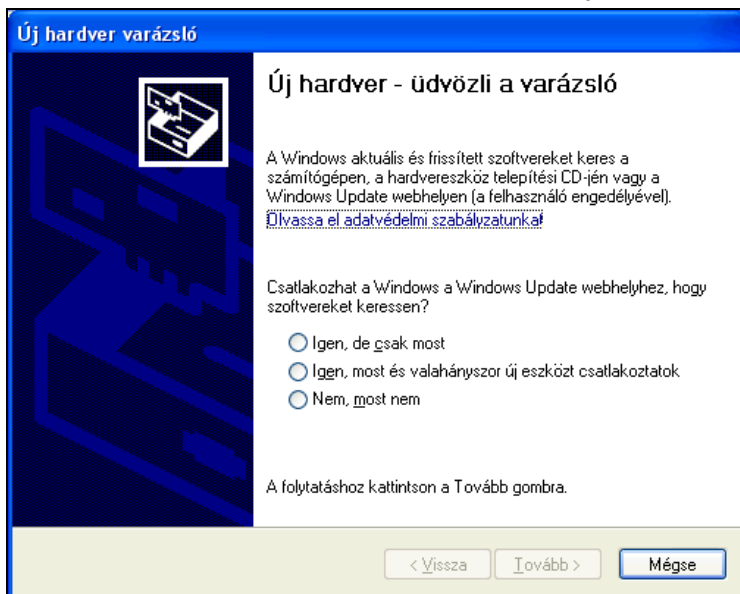 Új hardver varázsló
Új hardver - üdvözli a varázsló
A Windows aktuális és frissített szoftvereket keres a
számítógépen, a hardvereszköz telepítési CD-jén vagy a
Windows Update webhelyen (a felhasználó engedélyével).
Olvassa el adatvédelmi szabályzatunkat
Csatlakozhat a Windows a Windows Update webhelyhez, hogy
szoftvereket keressen?
Igen, de csak most
Igen, most és valahányszor új eszközt csatlakoztatok
Nem, most nem
A folytatáshoz kattintson a Tovább gombra.
< Vissza
Tovább >
Mégse